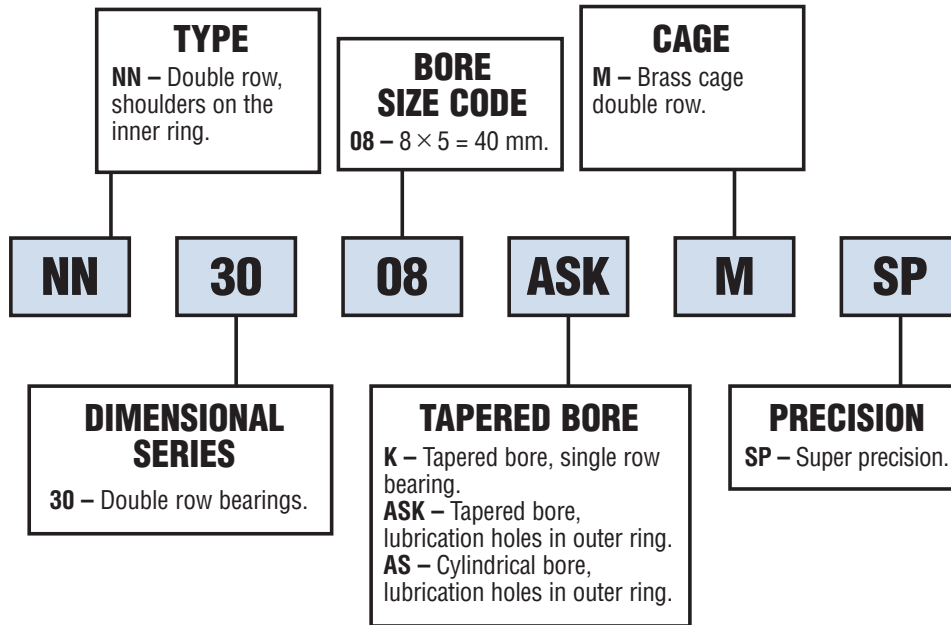 TYPE
NN – Double row,
shoulders on the
inner ring.
BORE
SIZE CODE
08 – 8 × 5 = 40 mm.
CAGE
M – Brass cage
double row.
NN
30
08
ASK
M
SP
DIMENSIONAL
SERIES
30 – Double row bearings.
TAPERED BORE
K – Tapered bore, single row
bearing.
ASK – Tapered bore,
lubrication holes in outer ring.
AS – Cylindrical bore,
lubrication holes in outer ring.
PRECISION
SP – Super precision.